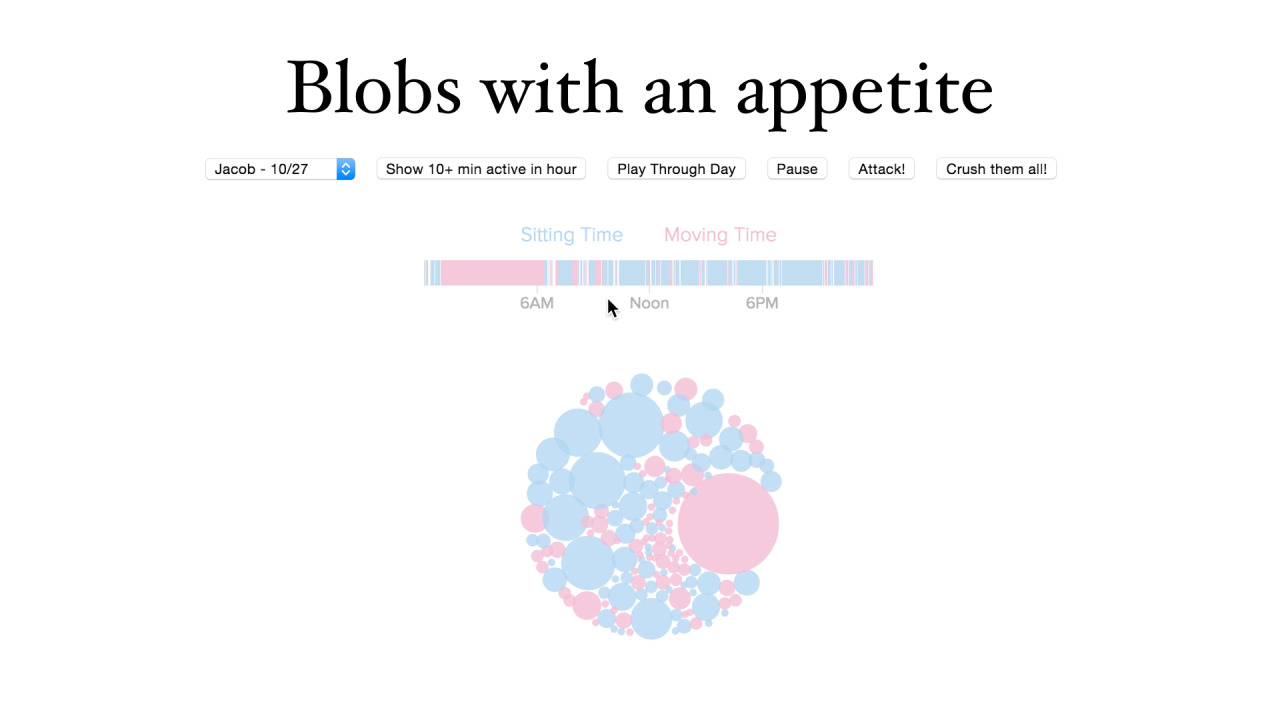 Blobs with an appetite
Jacob - 10/27 Show 10+ min active in hour Play Through Day Pause Attack! Crush them all!
Sitting Time Moving Time
6AM Noon 6PM